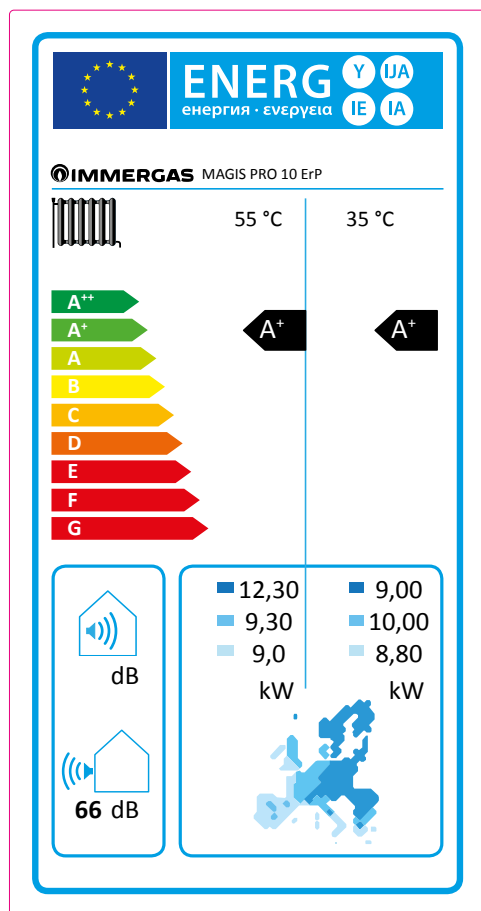 ENERG Y IJA
енергия · ενεργεια IE IA
IMMERGAS MAGIS PRO 10 ErP
55 °C 35 °C
A++
A+ A+ A+
A
B
C
D
E
F
G
12,30 9,00
9,30 10,00
9,0 8,80
kW kW
dB
66 dB